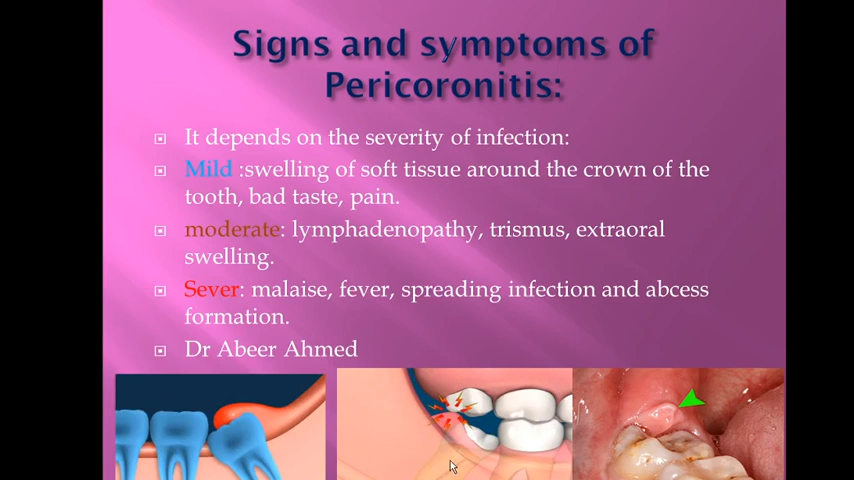 Signs and symptoms of
Pericoronitis:
It depends on the severity of infection:
Mild :swelling of soft tissue around the crown of the
tooth, bad taste, pain.
moderate: lymphadenopathy, trismus, extraoral
swelling.
Sever: malaise, fever, spreading infection and abcess
formation.
Dr Abeer Ahmed